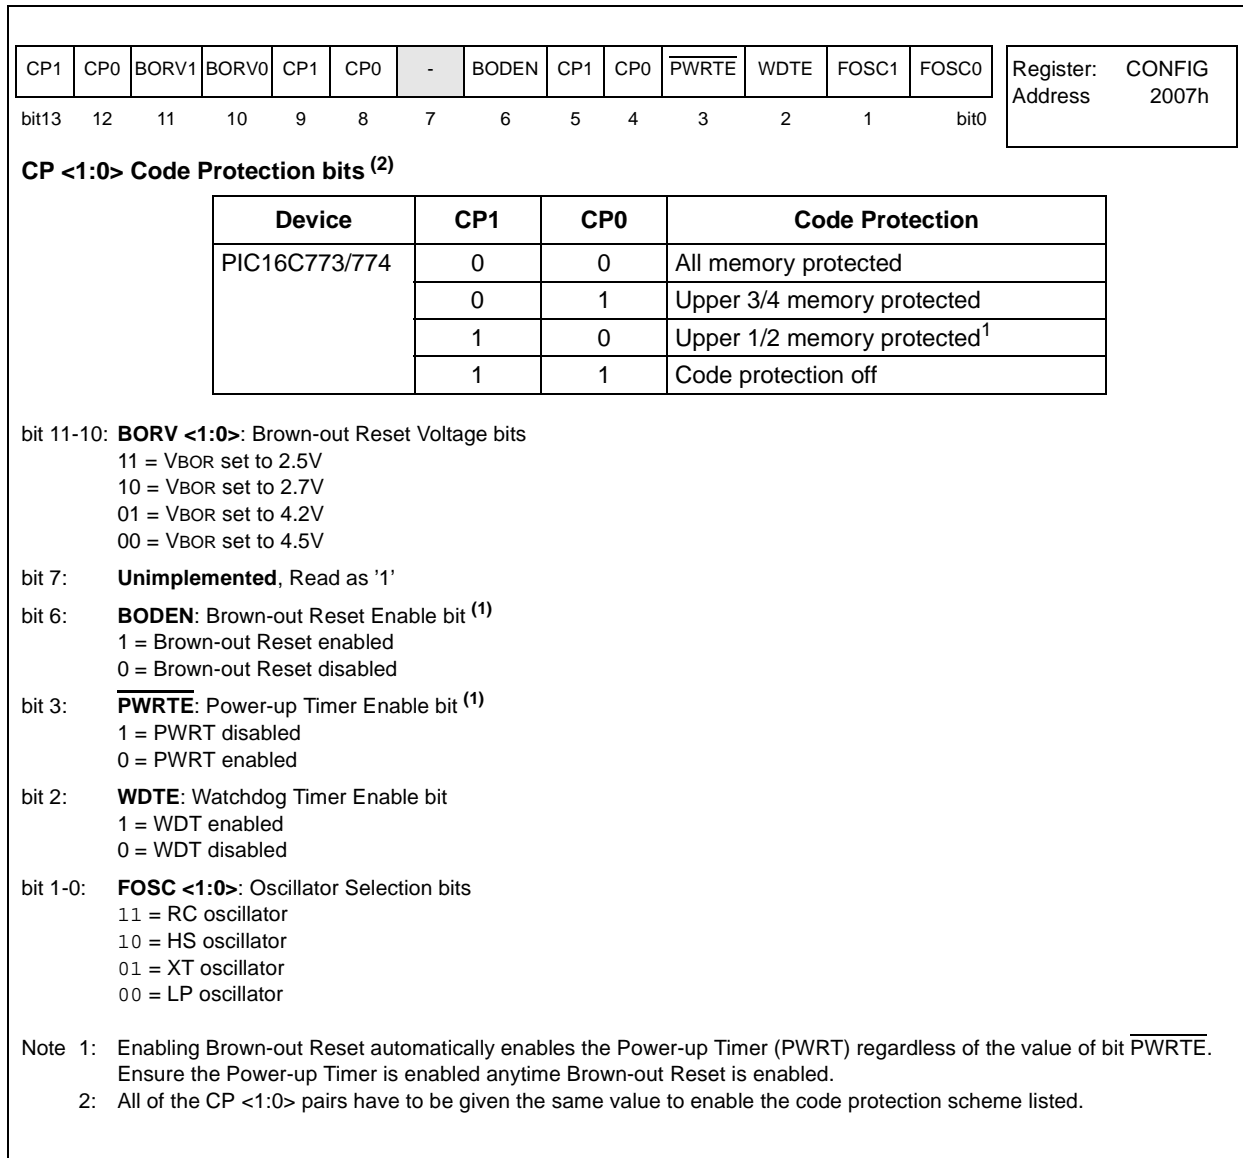 CP1 CP0 BORV1 BORV0 CP1 CP0 - BODEN CP1 CP0 PWRTE WDTE FOSC1 FOSC0
bit13 12 11 10 9 8 7 6 5 4 3 2 1 bit0
Register: CONFIG
Address 2007h
CP <1:0> Code Protection bits (2)
Device CP1 CP0 Code Protection
PIC16C773/774 0 0 All memory protected
0 1 Upper 3/4 memory protected
1 0 Upper 1/2 memory protected1
1 1 Code protection off
bit 11-10: BORV <1:0>: Brown-out Reset Voltage bits
11 = VBOR set to 2.5V
10 = VBOR set to 2.7V
01 = VBOR set to 4.2V
00 = VBOR set to 4.5V
bit 7: Unimplemented, Read as '1'
bit 6: BODEN: Brown-out Reset Enable bit (1)
1 = Brown-out Reset enabled
0 = Brown-out Reset disabled
bit 3: PWRTE: Power-up Timer Enable bit (1)
1 = PWRT disabled
0 = PWRT enabled
bit 2: WDTE: Watchdog Timer Enable bit
1 = WDT enabled
0 = WDT disabled
bit 1-0: FOSC <1:0>: Oscillator Selection bits
11 = RC oscillator
10 = HS oscillator
01 = XT oscillator
00 = LP oscillator
Note 1: Enabling Brown-out Reset automatically enables the Power-up Timer (PWRT) regardless of the value of bit PWRTE.
Ensure the Power-up Timer is enabled anytime Brown-out Reset is enabled.
2: All of the CP <1:0> pairs have to be given the same value to enable the code protection scheme listed.